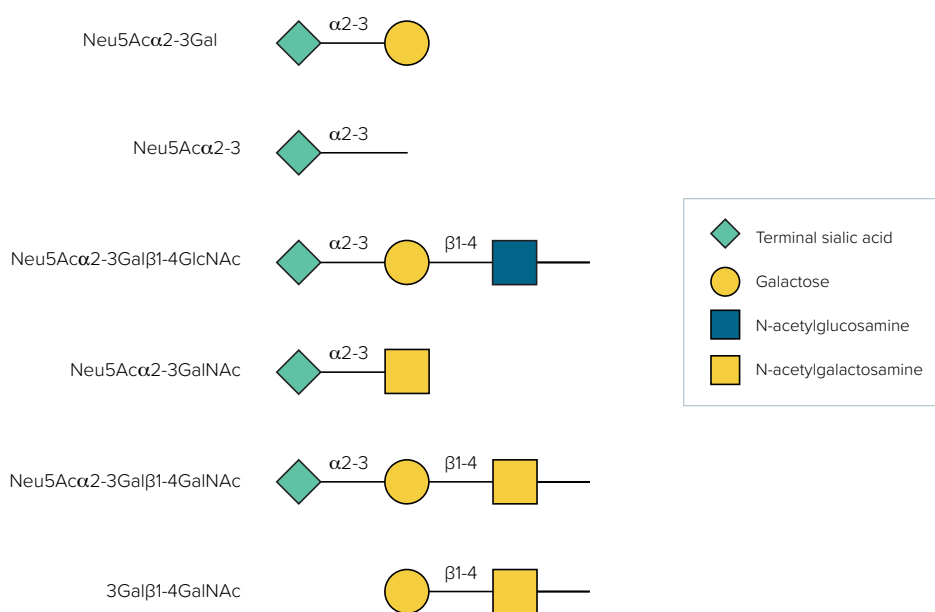 α2-3
Neu5Acα2-3Gal
α2-3
Neu5Acα2-3
α2-3 β1-4
Neu5Acα2-3Galβ1-4GlcNAc
α2-3
Neu5Acα2-3GalNAc
α2-3 β1-4
Neu5Acα2-3Galβ1-4GalNAc
β1-4
3Galβ1-4GalNAc
Terminal sialic acid
Galactose
N-acetylglucosamine
N-acetylgalactosamine